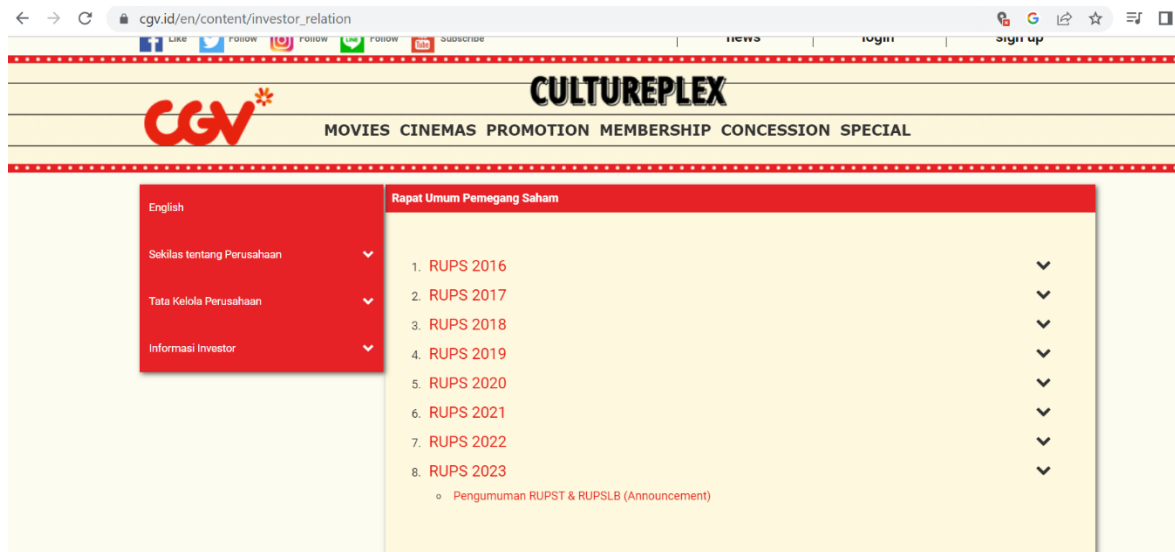 cgv.id/en/content/investor_relation
Like Follow Follow Follow Subscribe news login sign up
CULTUREPLEX
CGV
MOVIES CINEMAS PROMOTION MEMBERSHIP CONCESSION SPECIAL
English
Sekilas tentang Perusahaan
Tata Kelola Perusahaan
Informasi Investor
Rapat Umum Pemegang Saham
1. RUPS 2016
2. RUPS 2017
3. RUPS 2018
4. RUPS 2019
5. RUPS 2020
6. RUPS 2021
7. RUPS 2022
8. RUPS 2023
Pengumuman RUPST & RUPSLB (Announcement)